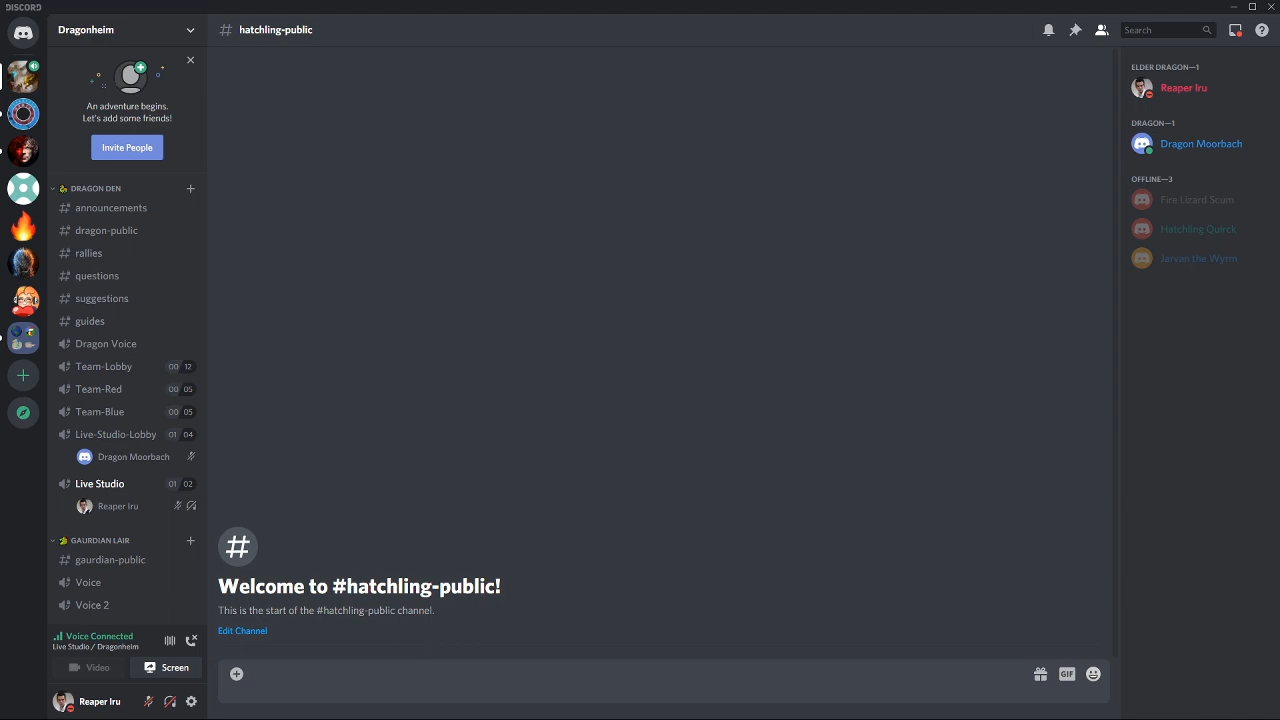 DISCORD
Dragonheim
# hatchling-public
Search
An adventure begins.
Let's add some friends!
Invite People
DRAGON DEN
announcements
dragon-public
rallies
questions
suggestions
guides
Dragon Voice
Team-Lobby 00 12
Team-Red 00 05
Team-Blue 00 05
Live-Studio-Lobby 01 04
Dragon Moorbach
Live Studio 01 02
Reaper Iru
GAURDIAN LAIR
gaurdian-public
Voice
Voice 2
Voice Connected
Live Studio / Dragonheim
Video Screen
Reaper Iru
#
Welcome to #hatchling-public!
This is the start of the #hatchling-public channel.
Edit Channel
GIF
ELDER DRAGON—1
Reaper Iru
DRAGON—1
Dragon Moorbach
OFFLINE—3
Fire Lizard Scum
Hatchling Quirck
Jarvan the Wyrm